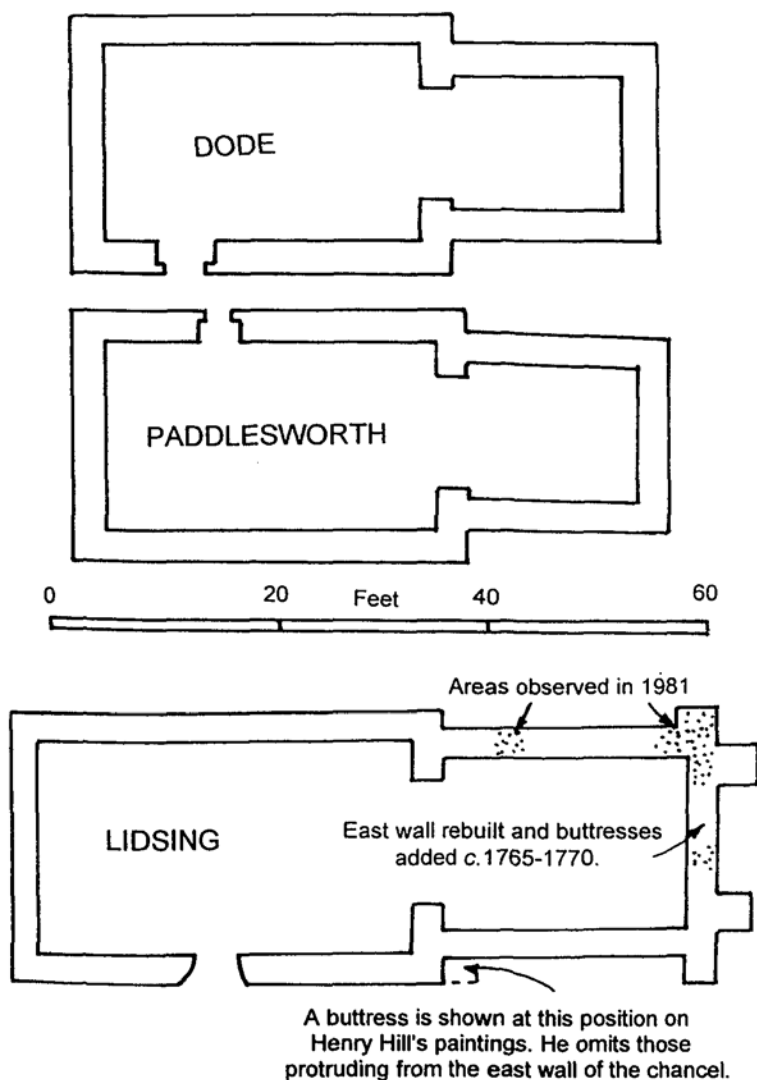 DODE
PADDLESWORTH
0 20 Feet 40 60
Areas observed in 1981
LIDSING
East wall rebuilt and buttresses
added c.1765-1770.
A buttress is shown at this position on
Henry Hill's paintings. He omits those
protruding from the east wall of the chancel.